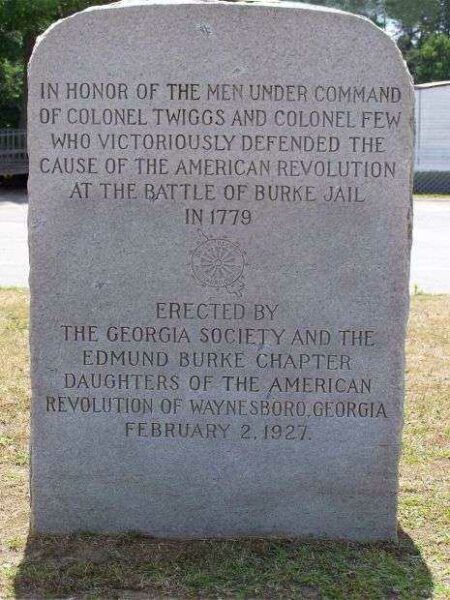 IN HONOR OF THE MEN UNDER COMMAND
OF COLONEL TWIGGS AND COLONEL FEW
WHO VICTORIOUSLY DEFENDED THE
CAUSE OF THE AMERICAN REVOLUTION
AT THE BATTLE OF BURKE JAIL
IN 1779
ERECTED BY
THE GEORGIA SOCIETY AND THE
EDMUND BURKE CHAPTER
DAUGHTERS OF THE AMERICAN
REVOLUTION OF WAYNESBORO, GEORGIA
FEBRUARY 2, 1927.